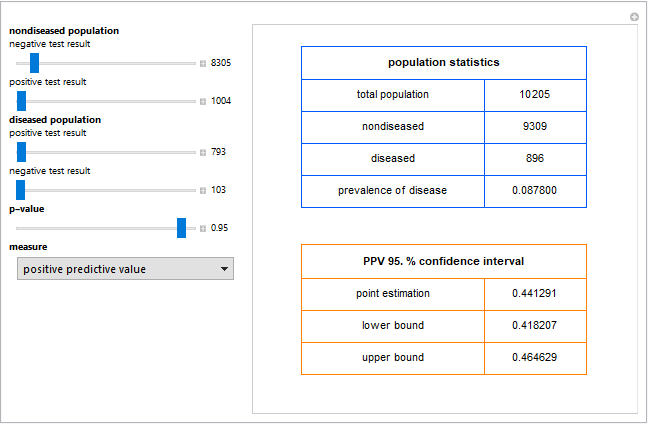 nondiseased population
negative test result
8305
positive test result
1004
diseased population
positive test result
793
negative test result
103
p-value
0.95
measure
positive predictive value
population statistics
total population 10205
nondiseased 9309
diseased 896
prevalence of disease 0.087800
PPV 95. % confidence interval
point estimation 0.441291
lower bound 0.418207
upper bound 0.464629